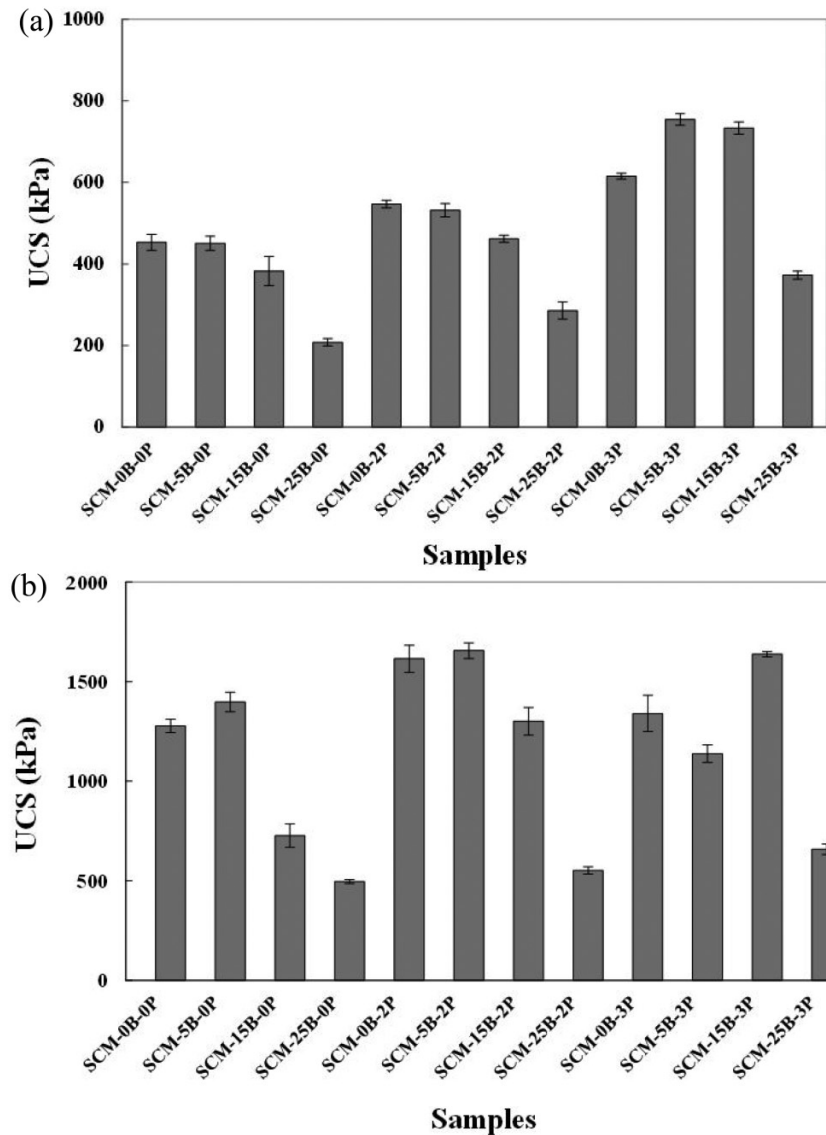 (a)
1000
800
600
400
200
0
UCS (kPa)
SCM-0B-0P
SCM-5B-0P
SCM-15B-0P
SCM-25B-0P
SCM-0B-2P
SCM-5B-2P
SCM-15B-2P
SCM-25B-2P
SCM-0B-3P
SCM-5B-3P
SCM-15B-3P
SCM-25B-3P
Samples
(b)
2000
1500
1000
500
0
UCS (kPa)
SCM-0B-0P
SCM-5B-0P
SCM-15B-0P
SCM-25B-0P
SCM-0B-2P
SCM-5B-2P
SCM-15B-2P
SCM-25B-2P
SCM-0B-3P
SCM-5B-3P
SCM-15B-3P
SCM-25B-3P
Samples